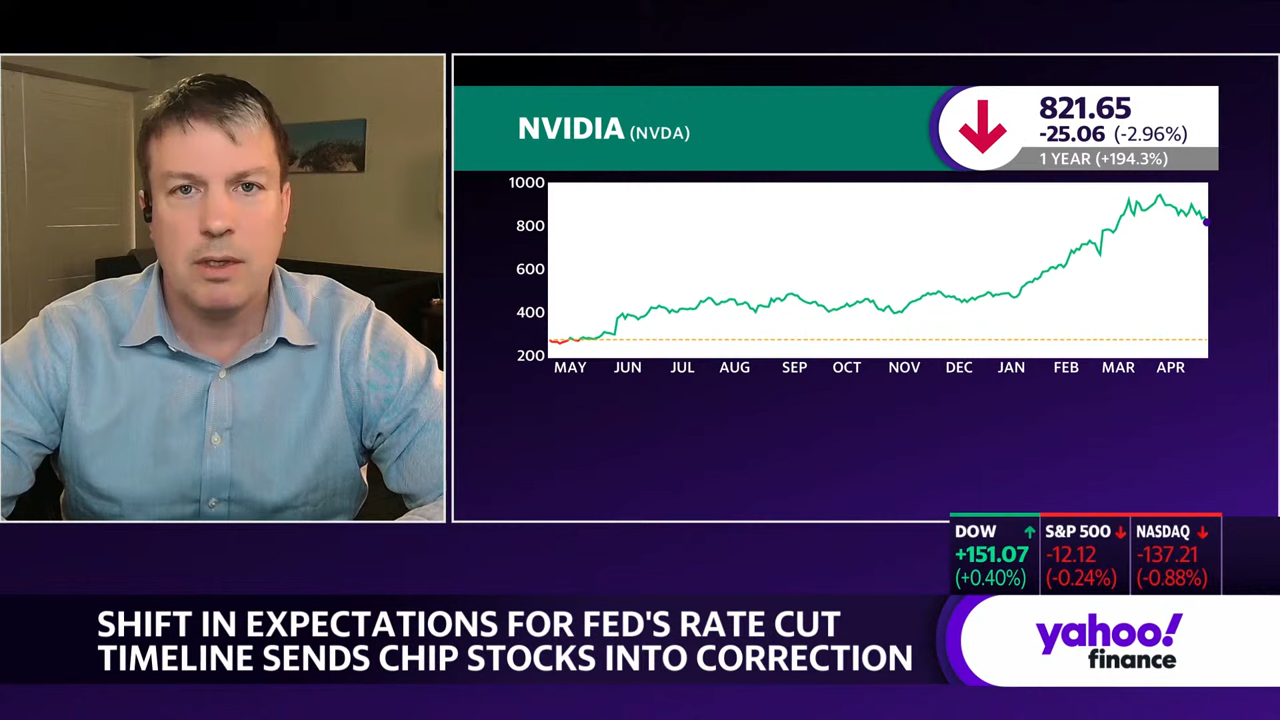 NVIDIA (NVDA)
821.65
-25.06 (-2.96%)
1 YEAR (+194.3%)
1000
800
600
400
200
MAY JUN JUL AUG SEP OCT NOV DEC JAN FEB MAR APR
DOW
+151.07
(+0.40%)
S&P 500
-12.12
(-0.24%)
NASDAQ
-137.21
(-0.88%)
SHIFT IN EXPECTATIONS FOR FED'S RATE CUT
TIMELINE SENDS CHIP STOCKS INTO CORRECTION
yahoo!
finance